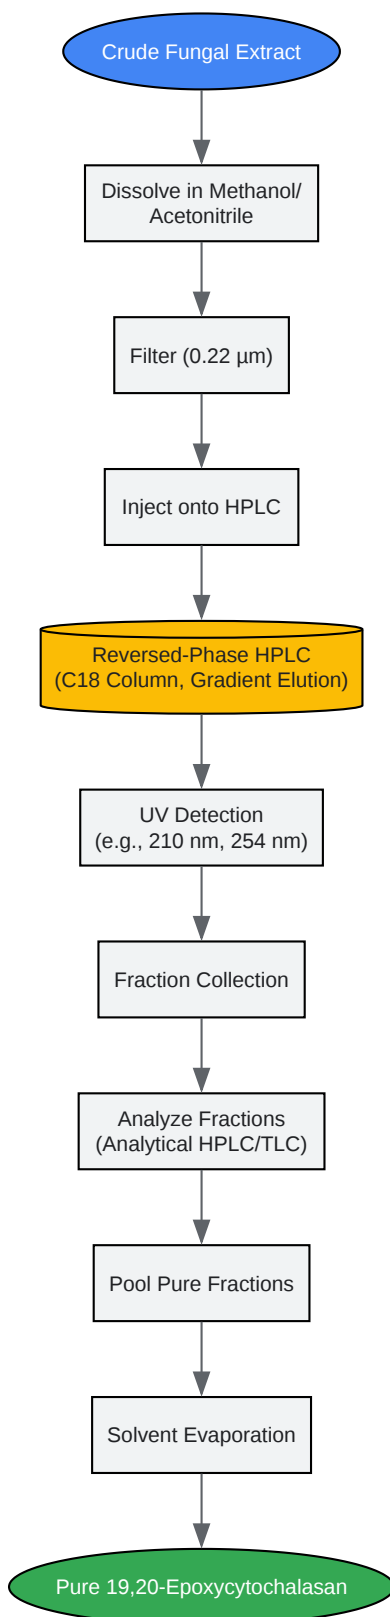 Crude Fungal Extract
Dissolve in Methanol/
Acetonitrile
Filter (0.22 µm)
Inject onto HPLC
Reversed-Phase HPLC
(C18 Column, Gradient Elution)
UV Detection
(e.g., 210 nm, 254 nm)
Fraction Collection
Analyze Fractions
(Analytical HPLC/TLC)
Pool Pure Fractions
Solvent Evaporation
Pure 19,20-Epoxycytochalasan